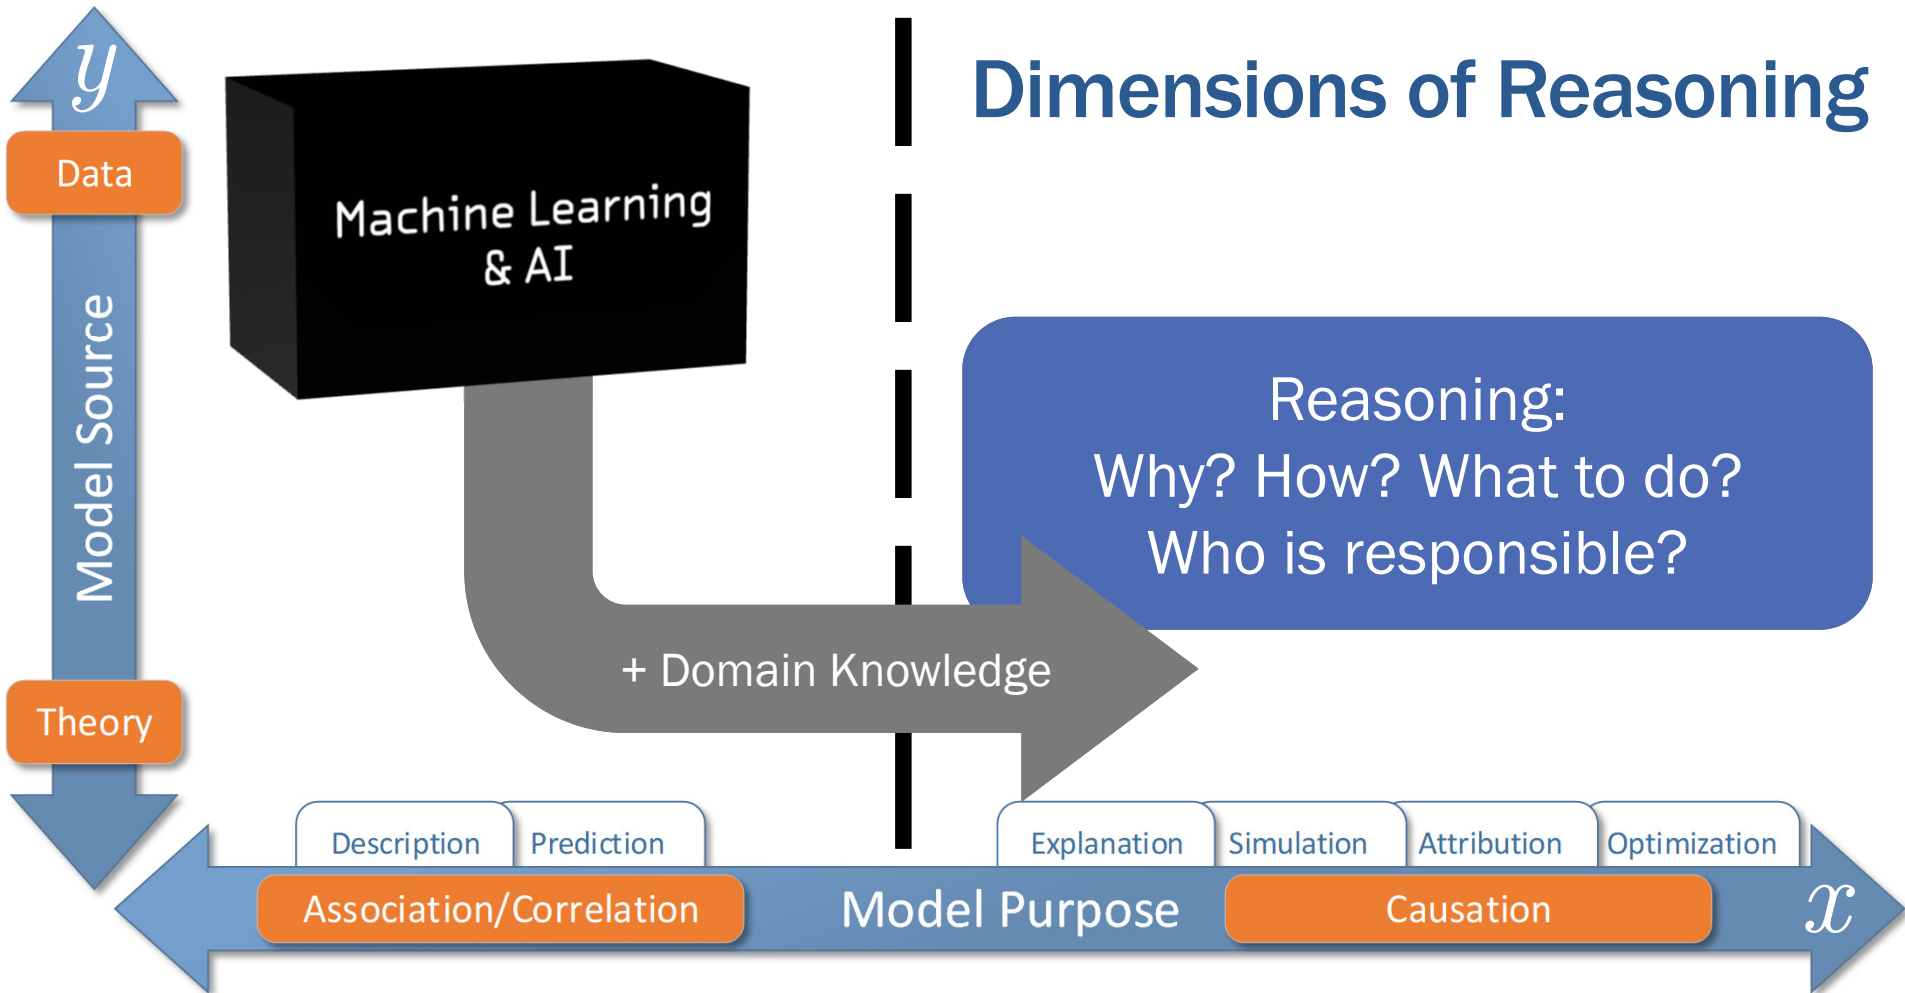 y
Dimensions of Reasoning
Data
Machine Learning
& AI
Model Source
Reasoning:
Why? How? What to do?
Who is responsible?
+ Domain Knowledge
Theory
Description
Prediction
Explanation
Simulation
Attribution
Optimization
Association/Correlation
Model Purpose
Causation
x